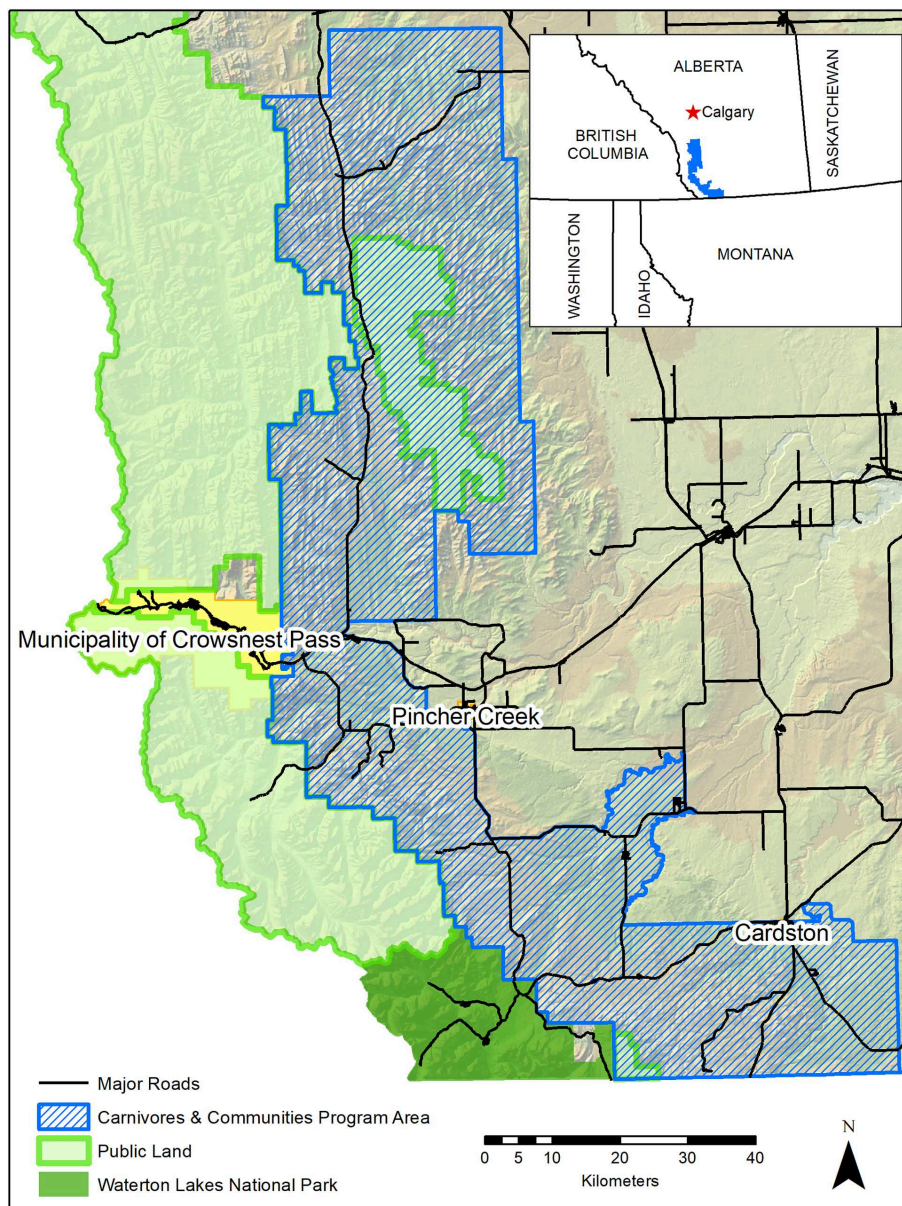 ALBERTA
Calgary
BRITISH
COLUMBIA
SASKATCHEWAN
WASHINGTON
IDAHO
MONTANA
Municipality of Crowsnest Pass
Pincher Creek
Cardston
Major Roads
Carnivores & Communities Program Area
Public Land
Waterton Lakes National Park
0 5 10 20 30 40
Kilometers
N